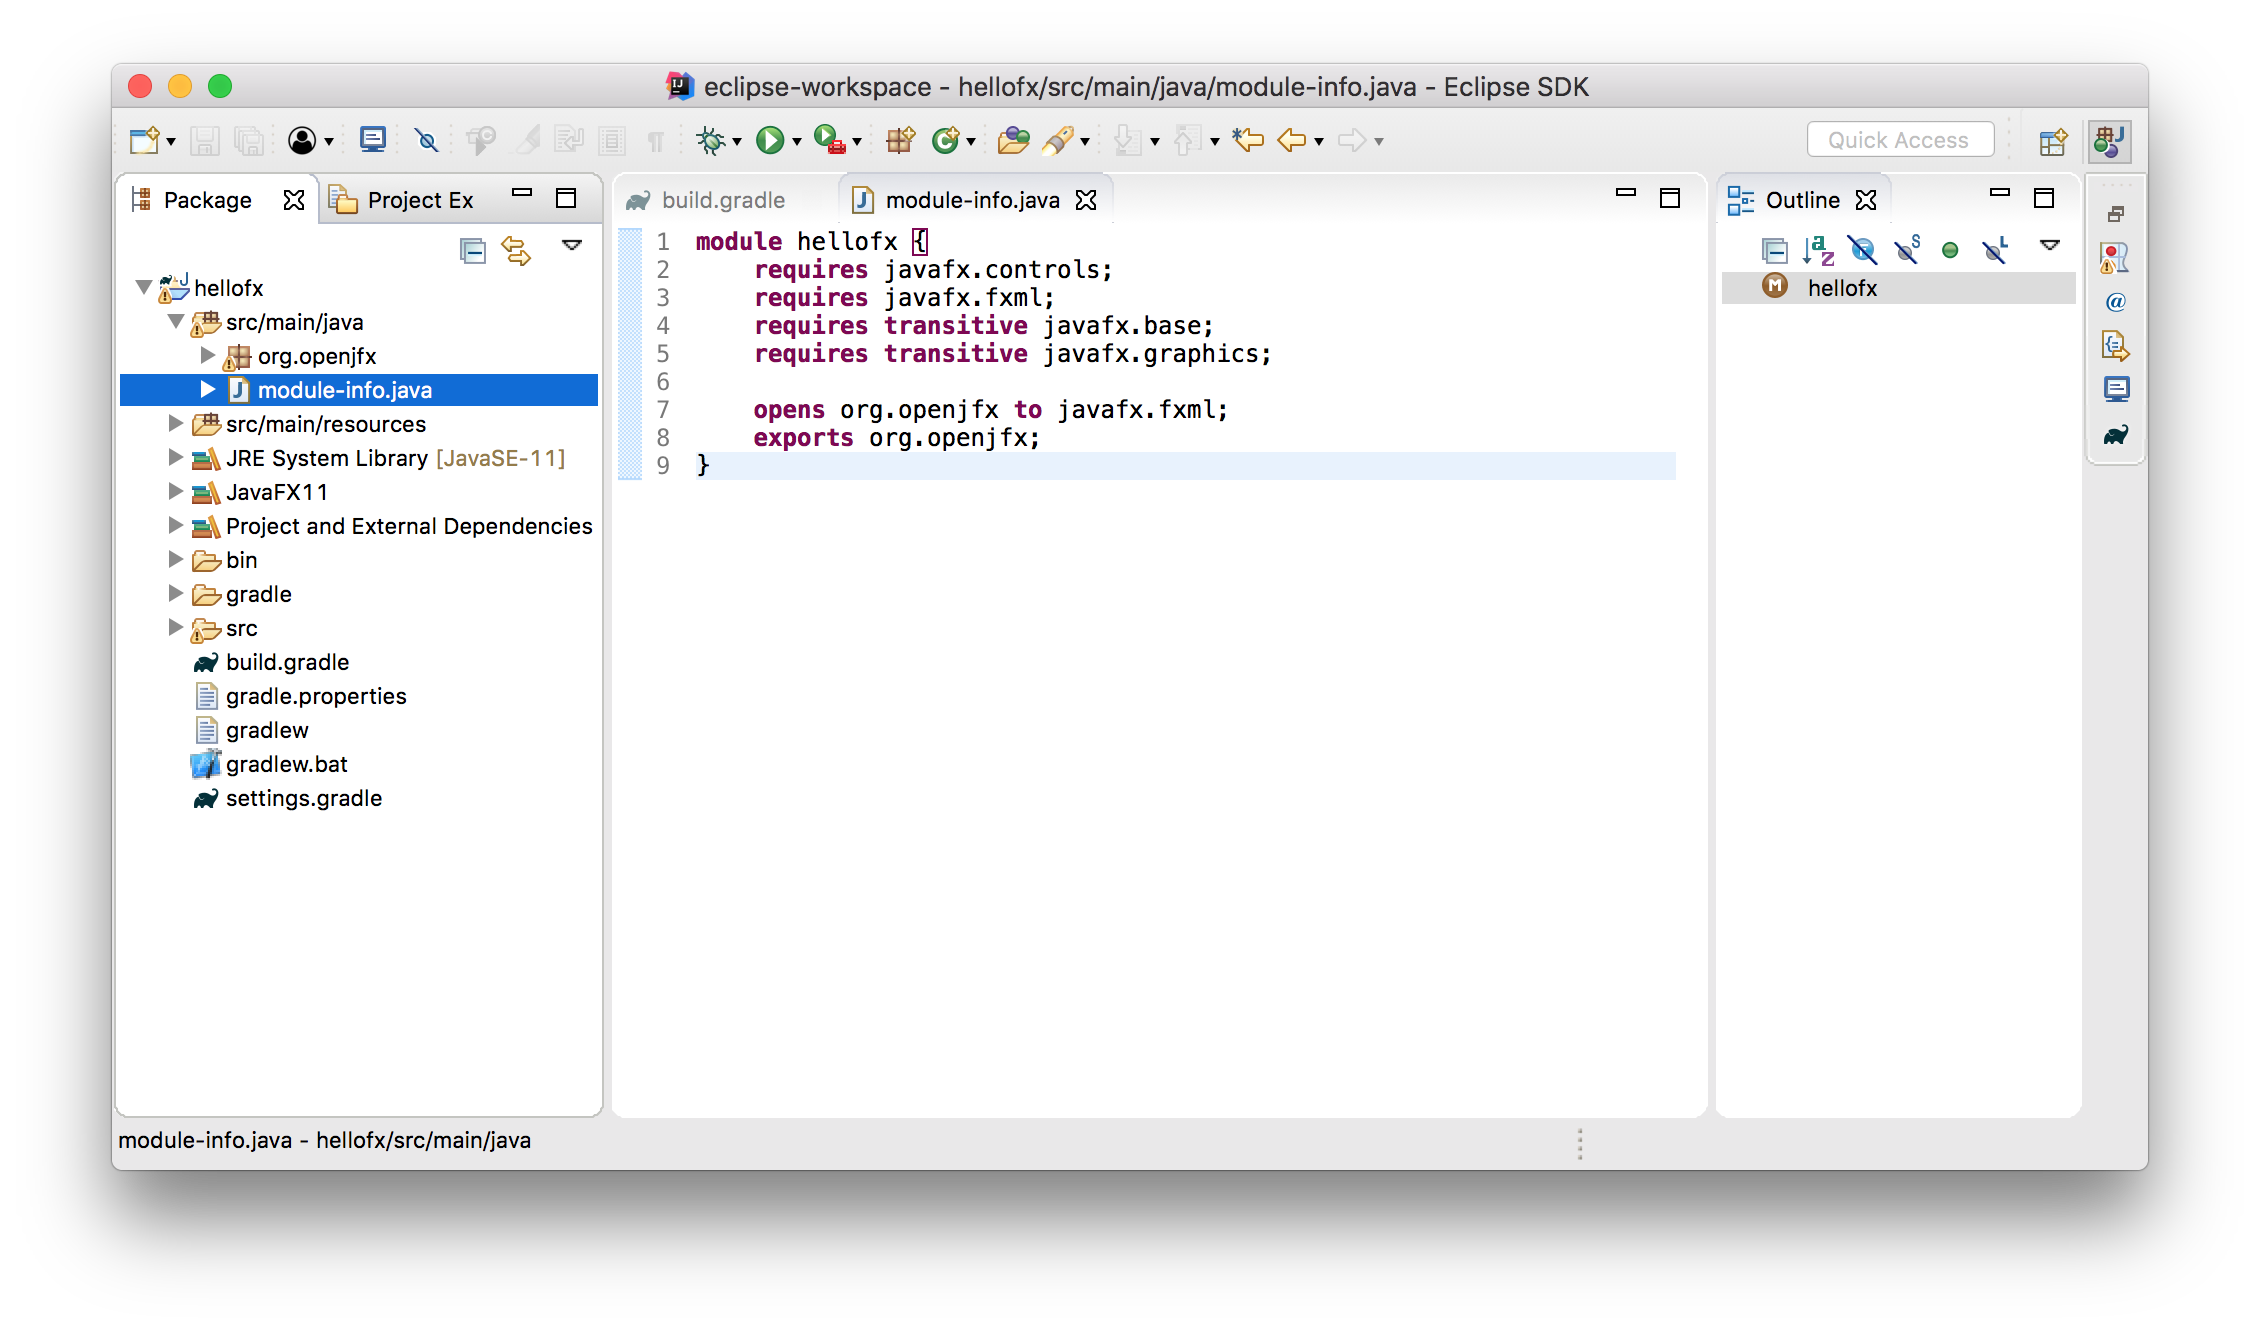 eclipse-workspace - hellofx/src/main/java/module-info.java - Eclipse SDK
Quick Access
Package
Project Ex
hellofx
src/main/java
org.openjfx
module-info.java
src/main/resources
JRE System Library [JavaSE-11]
JavaFX11
Project and External Dependencies
bin
gradle
src
build.gradle
gradle.properties
gradlew
gradlew.bat
settings.gradle
build.gradle
module-info.java
1 module hellofx {
2     requires javafx.controls;
3     requires javafx.fxml;
4     requires transitive javafx.base;
5     requires transitive javafx.graphics;
6
7     opens org.openjfx to javafx.fxml;
8     exports org.openjfx;
9 }
Outline
hellofx
module-info.java - hellofx/src/main/java